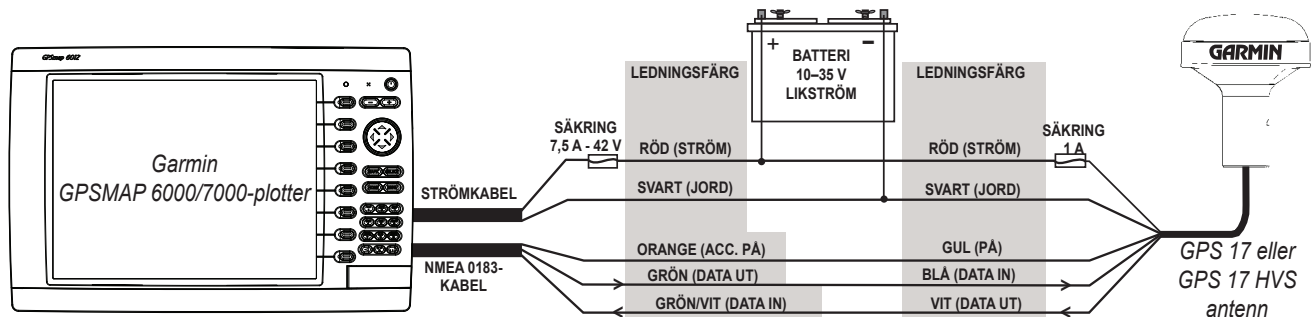 GPSmap 6012
Garmin
GPSMAP 6000/7000-plotter
STRÖMKABEL
NMEA 0183-
KABEL
SÄKRING
7,5 A - 42 V
LEDNINGSFÄRG
RÖD (STRÖM)
SVART (JORD)
ORANGE (ACC. PÅ)
GRÖN (DATA UT)
GRÖN/VIT (DATA IN)
+
–
BATTERI
10–35 V
LIKSTRÖM
LEDNINGSFÄRG
RÖD (STRÖM)
SVART (JORD)
GUL (PÅ)
BLÅ (DATA IN)
VIT (DATA UT)
SÄKRING
1 A
GARMIN
GPS 17 eller
GPS 17 HVS
antenn